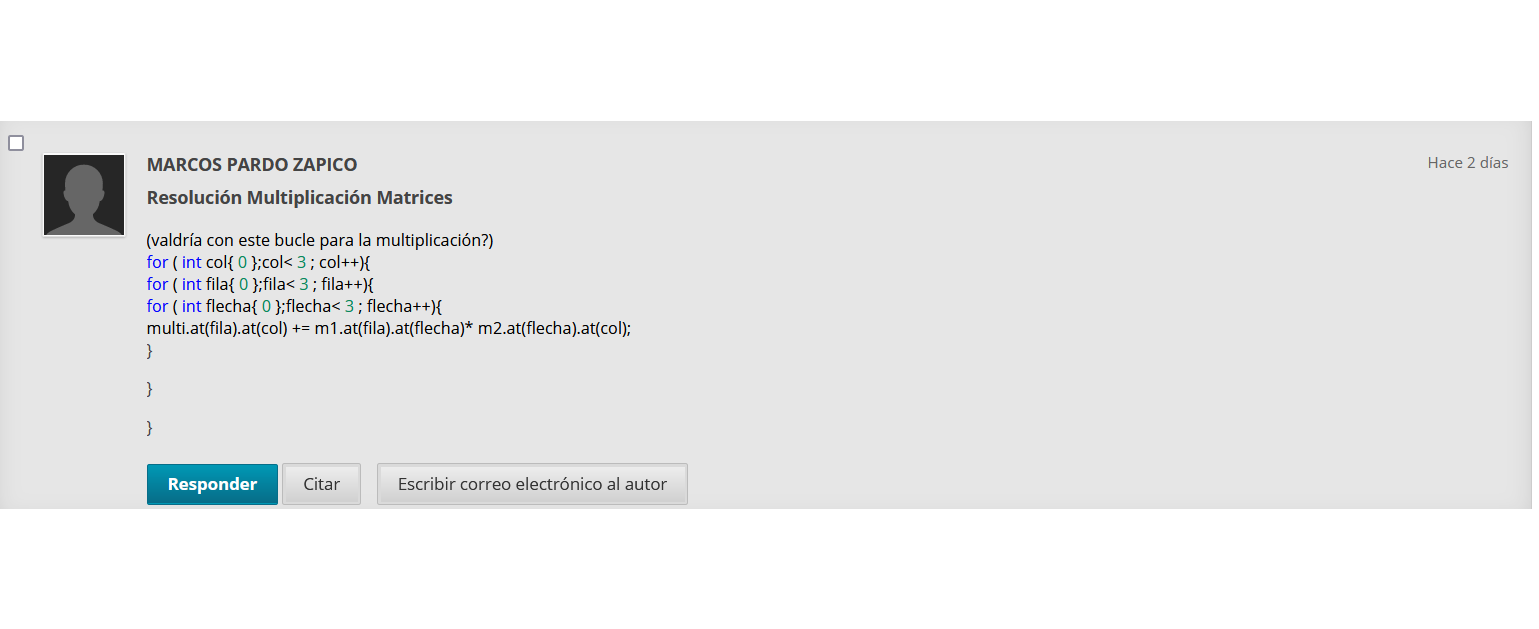 MARCOS PARDO ZAPICO
Hace 2 días
Resolución Multiplicación Matrices
(valdría con este bucle para la multiplicación?)
for ( int col{ 0 };col< 3 ; col++){
for ( int fila{ 0 };fila< 3 ; fila++){
for ( int flecha{ 0 };flecha< 3 ; flecha++){
multi.at(fila).at(col) += m1.at(fila).at(flecha)* m2.at(flecha).at(col);
}
}
}
Responder Citar Escribir correo electrónico al autor